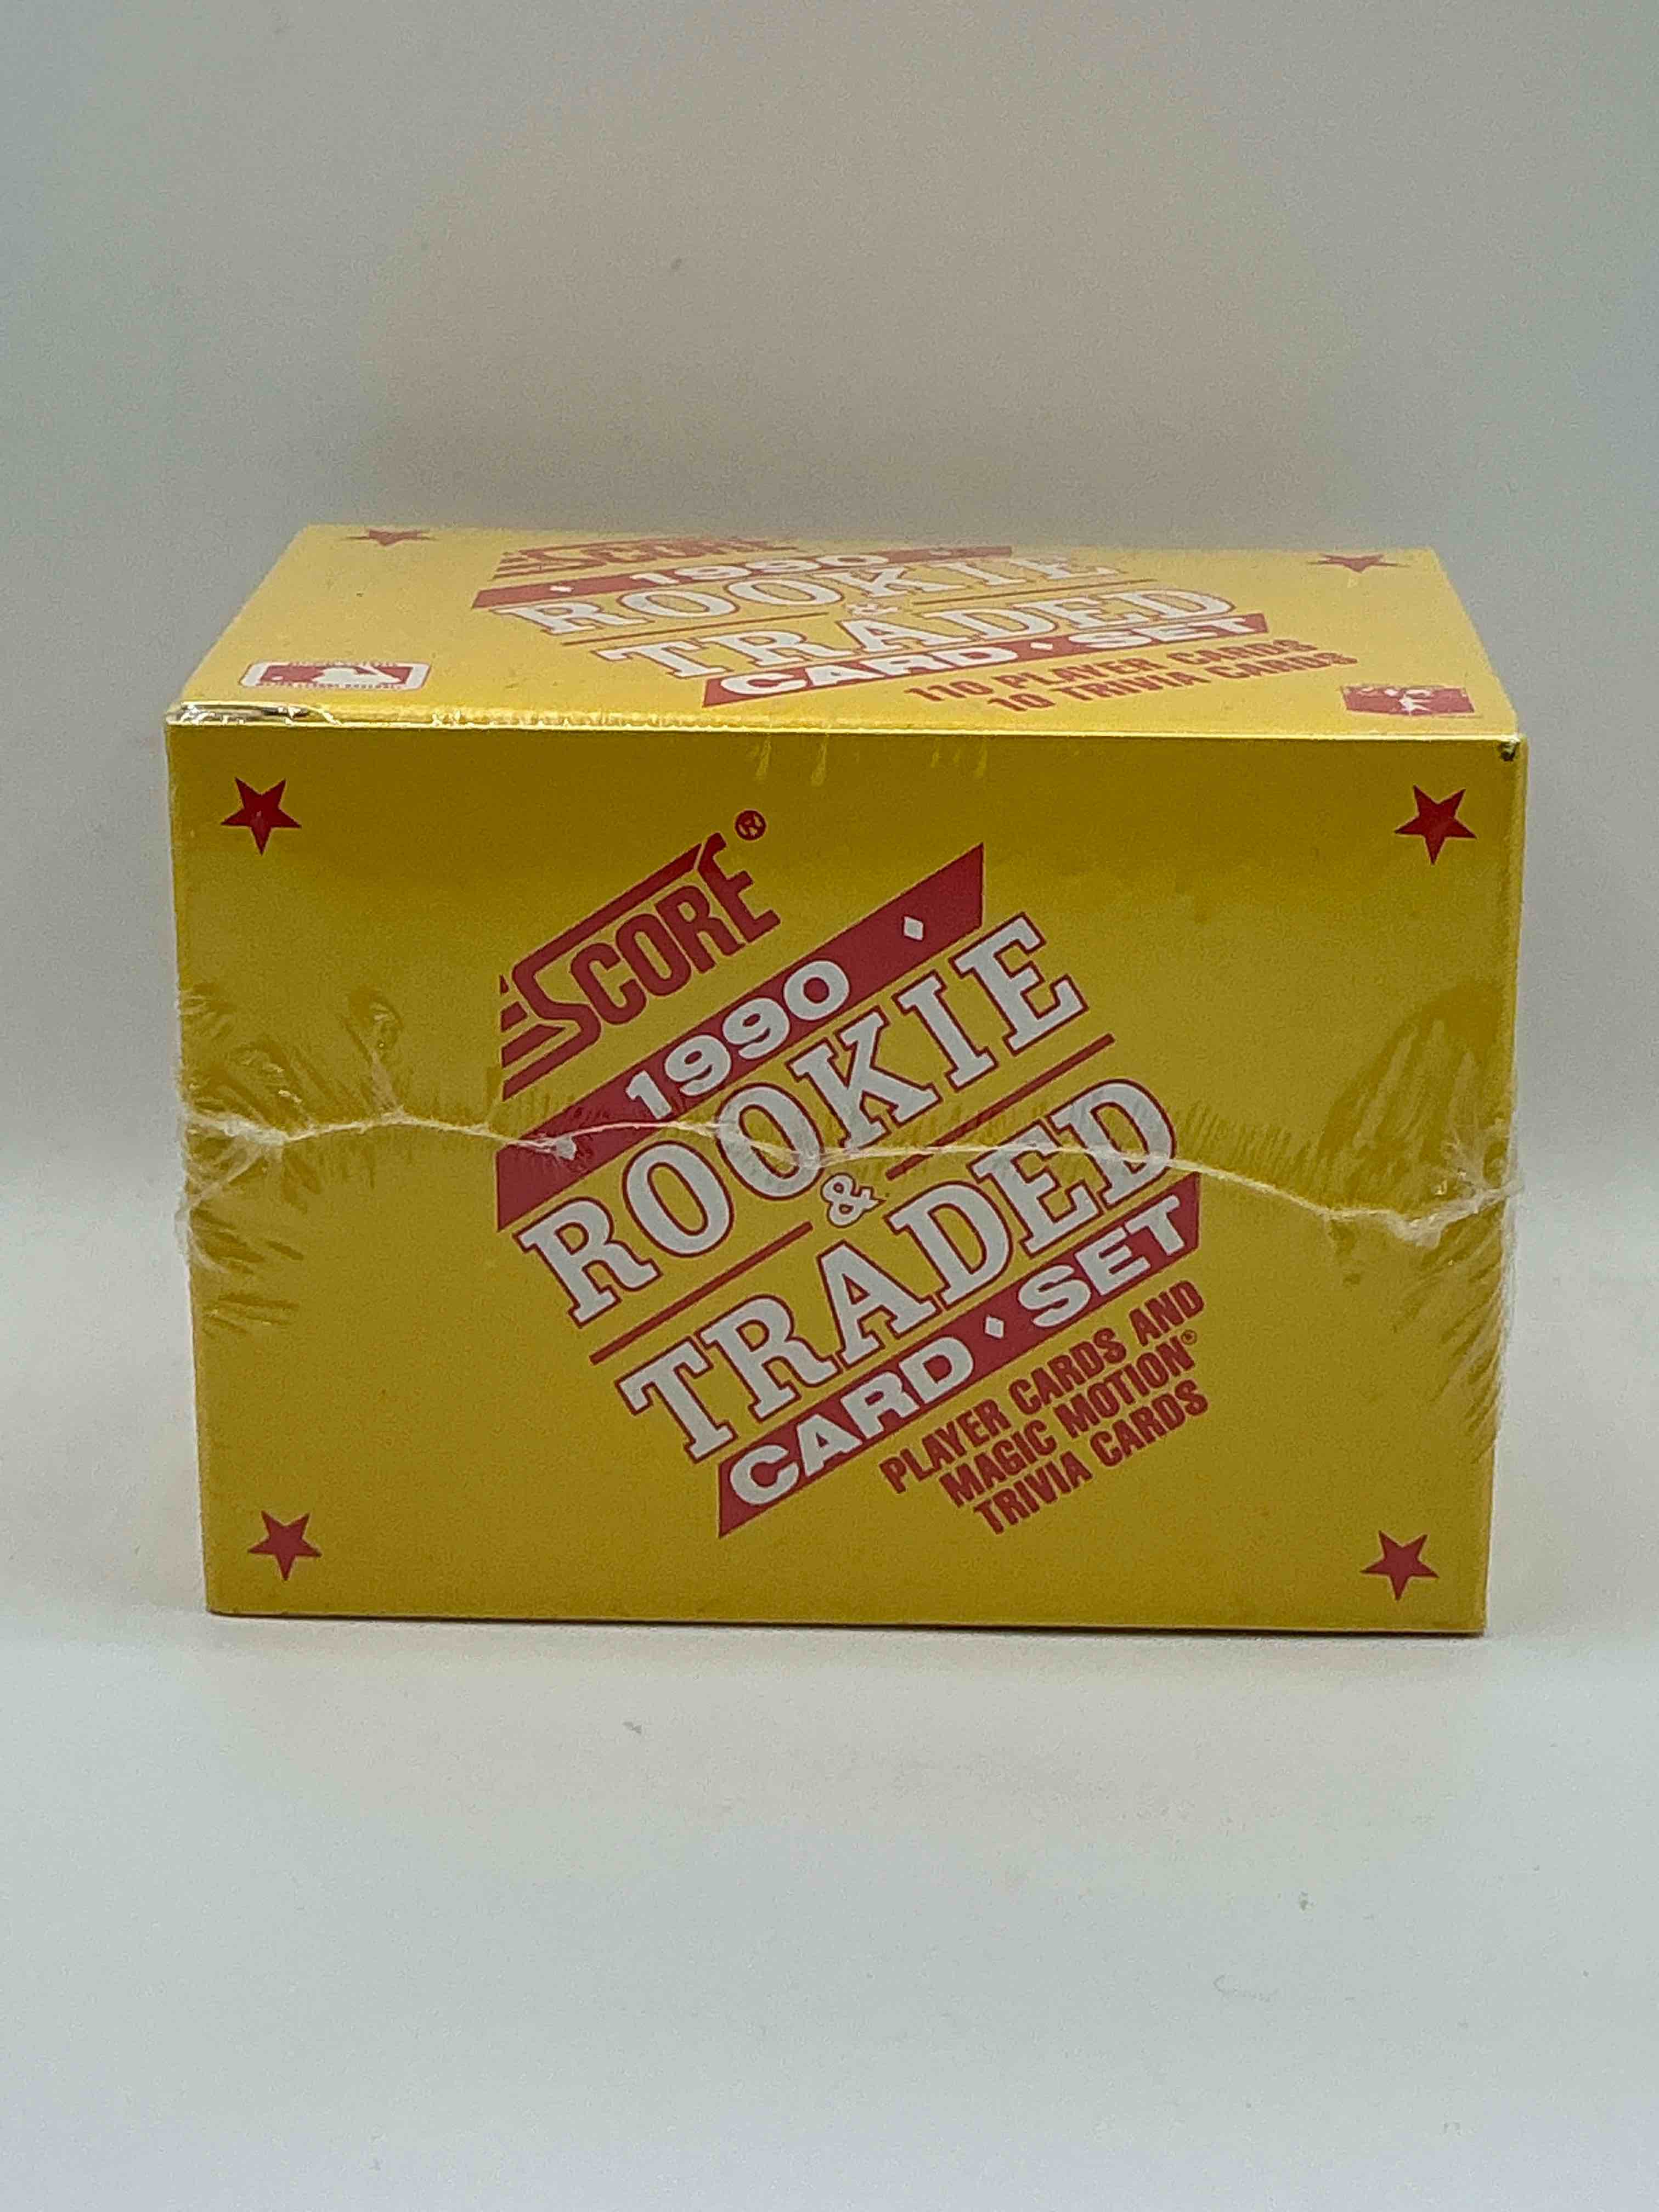 SCORE
1990
ROOKIE
&
TRADED
CARD • SET
110 PLAYER CARDS
10 TRIVIA CARDS
SCORE®
1990
ROOKIE
&
TRADED
CARD • SET
PLAYER CARDS AND
MAGIC MOTION®
TRIVIA CARDS